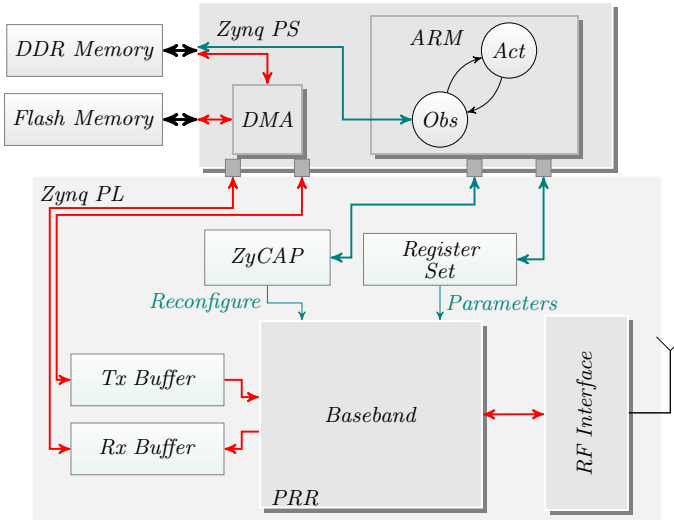 Zynq PS
DDR Memory
ARM
Act
Flash Memory
DMA
Obs
Zynq PL
ZyCAP
Register
Set
Reconfigure
Parameters
Tx Buffer
Baseband
RF Interface
Rx Buffer
PRR